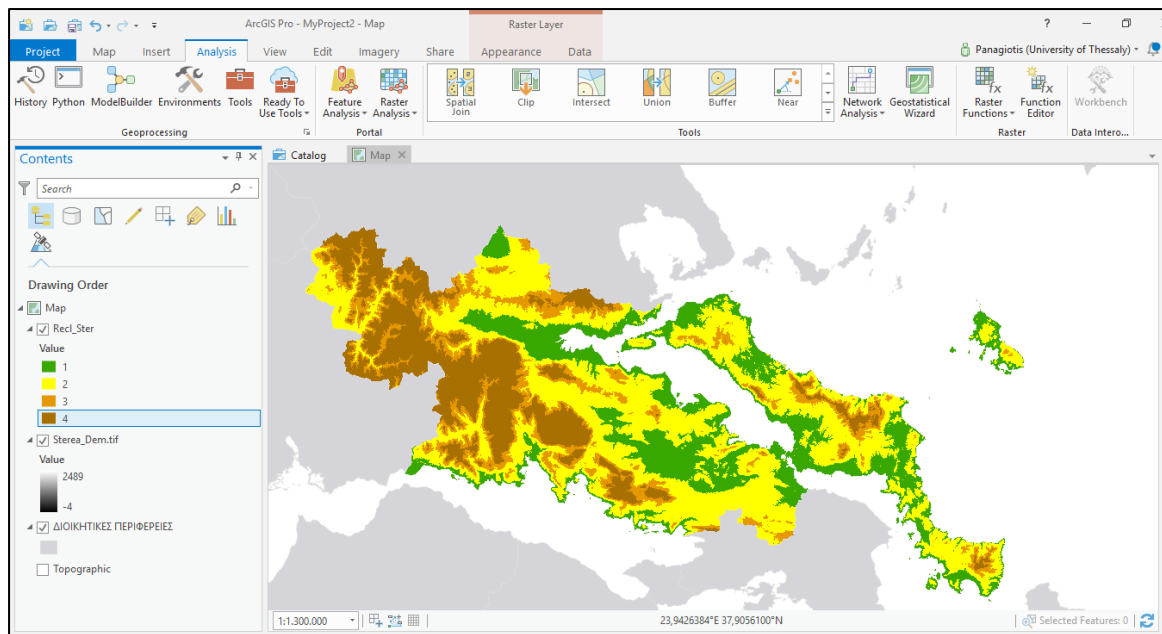 ArcGIS Pro - MyProject2 - Map
Raster Layer
?
Project Map Insert Analysis View Edit Imagery Share Appearance Data
Panagiotis (University of Thessaly)
History Python ModelBuilder Environments Tools Ready To Use Tools
Feature Analysis Raster Analysis
Spatial Join Clip Intersect Union Buffer Near
Network Analysis Geostatistical Wizard
Raster Functions Function Editor
Workbench
Geoprocessing Portal Tools Raster Data Intero...
Contents
Catalog Map
Search
Drawing Order
Map
Recl_Ster
Value
1
2
3
4
Sterea_Dem.tif
Value
2489
-4
ΔΙΟΙΚΗΤΙΚΕΣ ΠΕΡΙΦΕΡΕΙΕΣ
Topographic
1:1.300.000 23,9426384°E 37,9056100°N Selected Features: 0